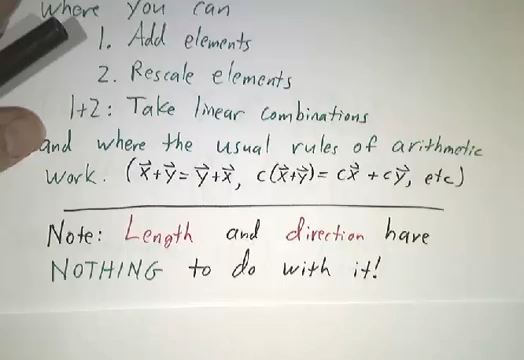 where you can
1. Add elements
2. Rescale elements
1+2: Take linear combinations
and where the usual rules of arithmetic
work. (x⃗+y⃗=y⃗+x⃗, c(x⃗+y⃗)=cx⃗+cy⃗, etc)
Note: Length and direction have
NOTHING to do with it!